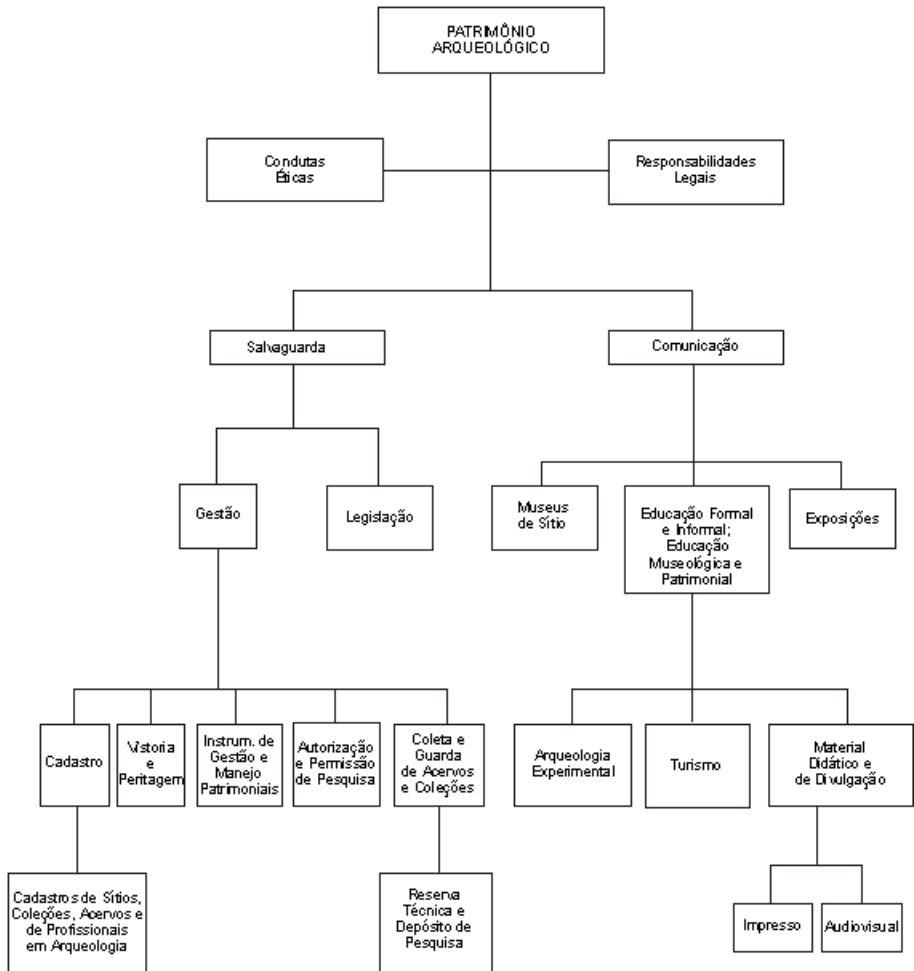 PATRIMÔNIO
ARQUEOLÓGICO
Condutas
Éticas
Responsabilidades
Legais
Salvaguarda
Comunicação
Gestão
Legislação
Museus
de Sítio
Educação Formal
e Informal;
Educação
Museológica e
Patrimonial
Exposições
Cadastro
Vistoria
e
Peritagem
Instrum. de
Gestão e
Manejo
Patrimoniais
Autorização
e Permissão
de Pesquisa
Coleta e
Guarda
de Acervos
e Coleções
Arqueologia
Experimental
Turismo
Material
Didático e
de Divulgação
Cadastros de Sítios,
Coleções, Acervos e
de Profissionais
em Arqueologia
Reserva
Técnica e
Depósito de
Pesquisa
Impresso
Audiovisual